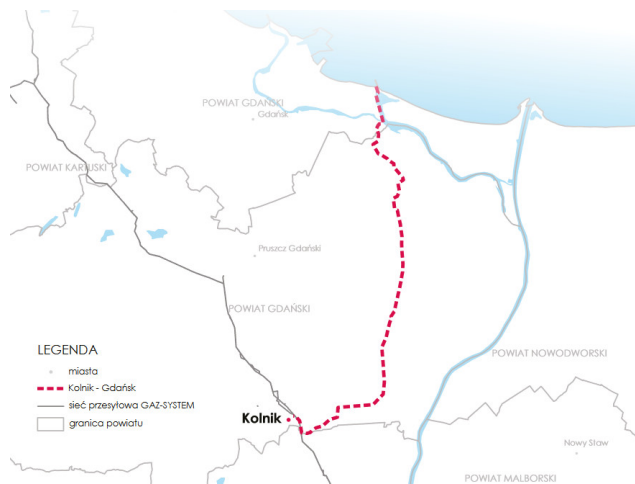 POWIAT GDAŃSKI
Gdańsk
POWIAT KARTUSKI
Pruszcz Gdański
POWIAT GDAŃSKI
LEGENDA
miasta
Kolnik - Gdańsk
sieć przesyłowa GAZ-SYSTEM
granica powiatu
POWIAT NOWODWORSKI
Kolnik
Nowy Staw
POWIAT MALBORSKI